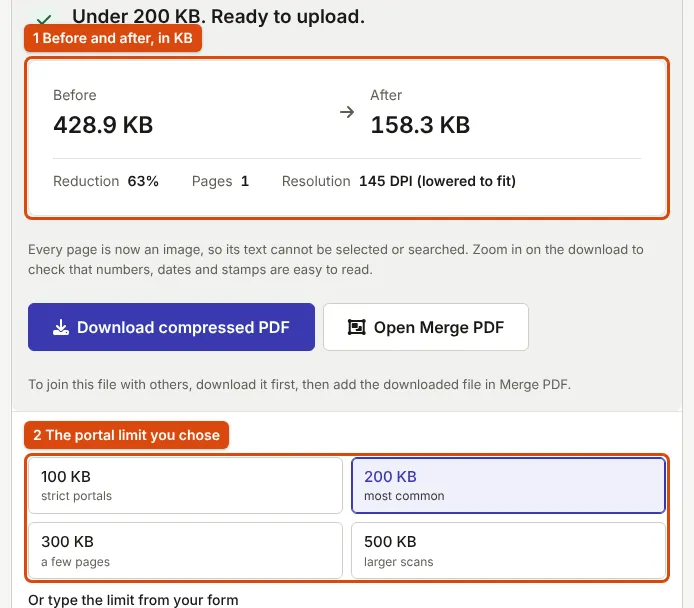 Under 200 KB. Ready to upload.
1 Before and after, in KB
Before
428.9 KB
→
After
158.3 KB
Reduction 63% Pages 1 Resolution 145 DPI (lowered to fit)
Every page is now an image, so its text cannot be selected or searched. Zoom in on the download to
check that numbers, dates and stamps are easy to read.
Download compressed PDF
Open Merge PDF
To join this file with others, download it first, then add the downloaded file in Merge PDF.
2 The portal limit you chose
100 KB
strict portals
200 KB
most common
300 KB
a few pages
500 KB
larger scans
Or type the limit from your form